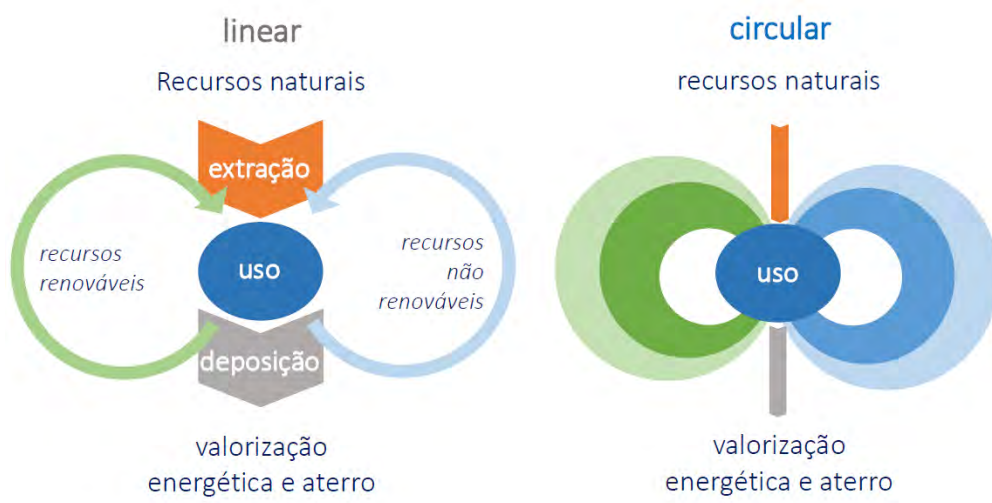 linear
Recursos naturais
extração
recursos
renováveis
uso
recursos
não
renováveis
deposição
valorização
energética e aterro
circular
recursos naturais
uso
valorização
energética e aterro